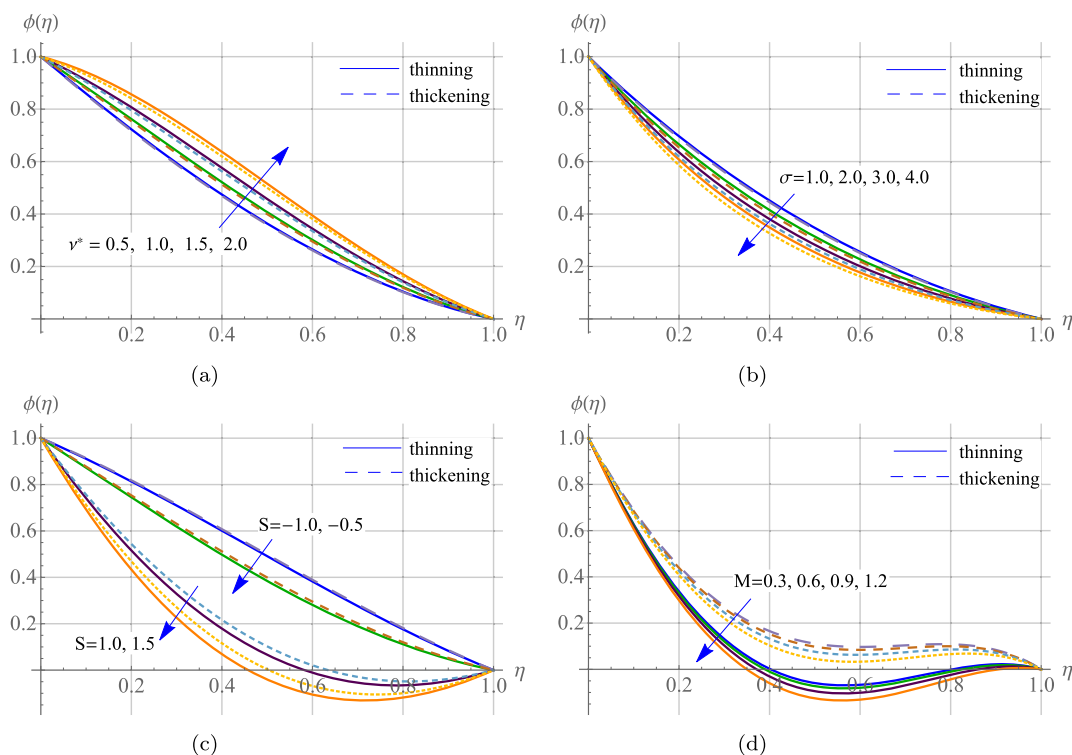 ϕ(η)
1.0
0.8
0.6
0.4
0.2
0.2 0.4 0.6 0.8 1.0 η
thinning
thickening
ν* = 0.5, 1.0, 1.5, 2.0
(a)
ϕ(η)
1.0
0.8
0.6
0.4
0.2
0.2 0.4 0.6 0.8 1.0 η
thinning
thickening
σ=1.0, 2.0, 3.0, 4.0
(b)
ϕ(η)
1.0
0.8
0.6
0.4
0.2
0.2 0.4 0.6 0.8 1.0 η
thinning
thickening
S=−1.0, −0.5
S=1.0, 1.5
(c)
ϕ(η)
1.0
0.8
0.6
0.4
0.2
0.2 0.4 0.6 0.8 1.0 η
thinning
thickening
M=0.3, 0.6, 0.9, 1.2
(d)